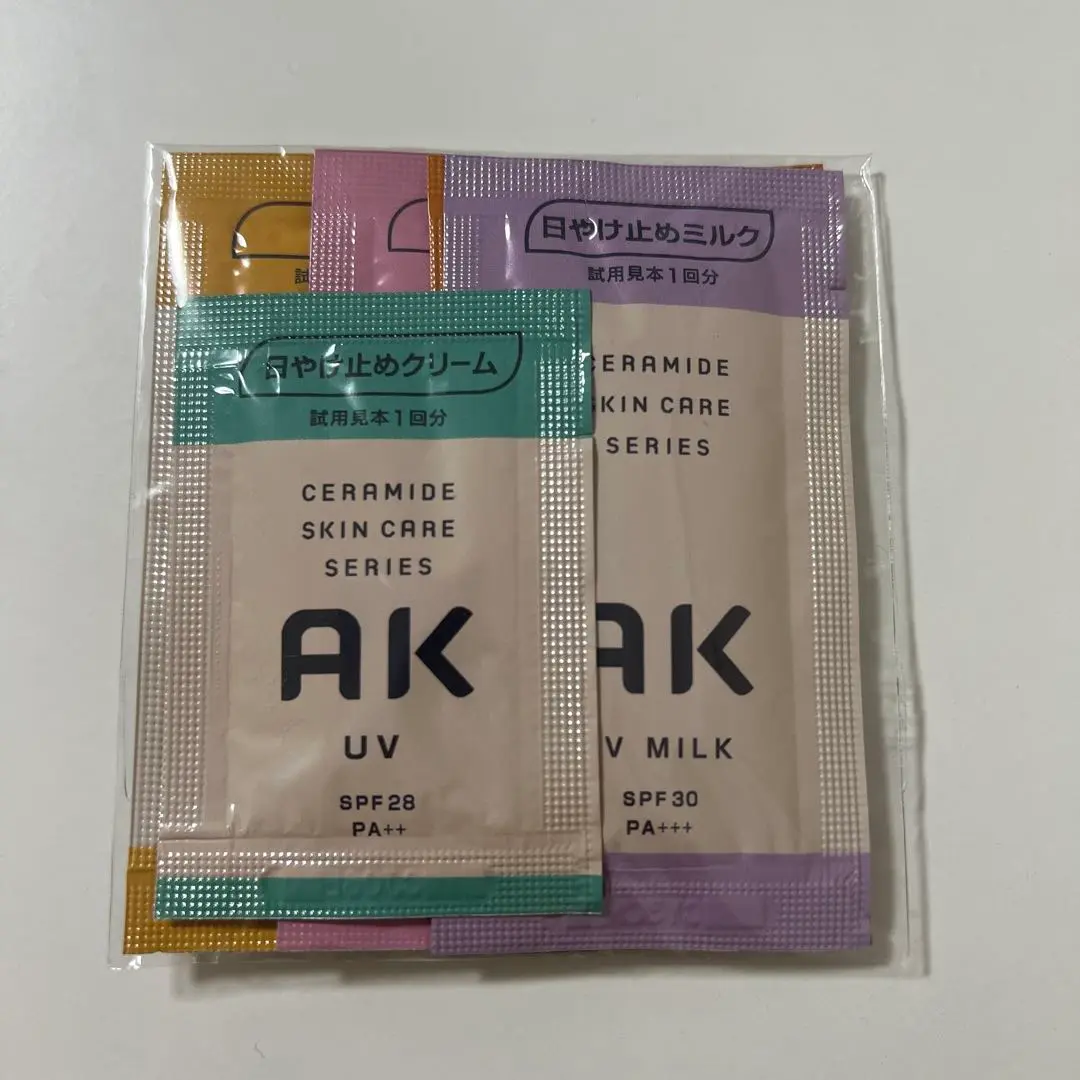 日やけ止めミルク
試用見本1回分
CERAMIDE
SKIN CARE
SERIES
AK
V MILK
SPF30
PA+++
試
日やけ止めクリーム
試用見本1回分
CERAMIDE
SKIN CARE
SERIES
AK
UV
SPF28
PA++